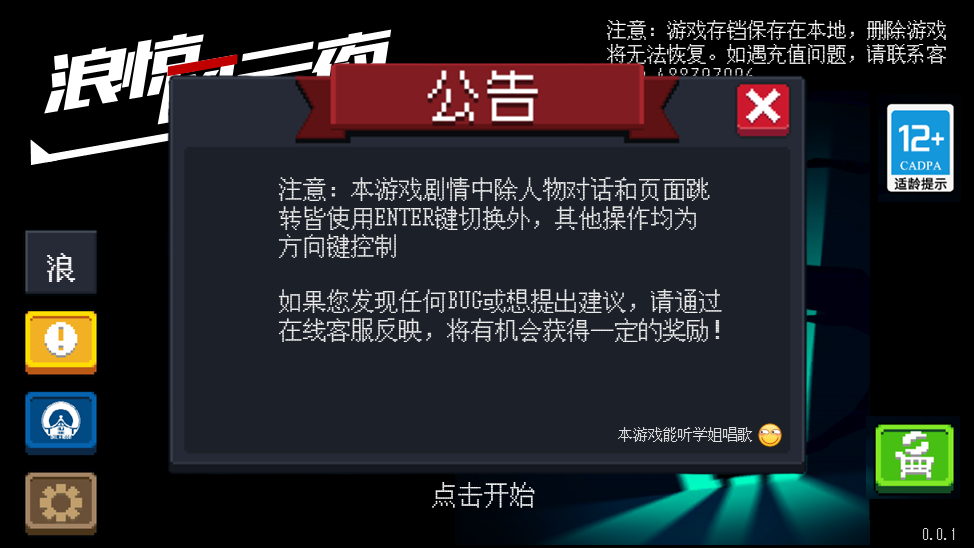 注意：游戏存档保存在本地，删除游戏
将无法恢复。如遇充值问题，请联系客
公告
12+
CADPA
适龄提示
注意：本游戏剧情中除人物对话和页面跳
转皆使用ENTER键切换外，其他操作均为
方向键控制
浪
如果您发现任何BUG或想提出建议，请通过
在线客服反映，将有机会获得一定的奖励！
本游戏能听学姐唱歌
点击开始
0.0.1